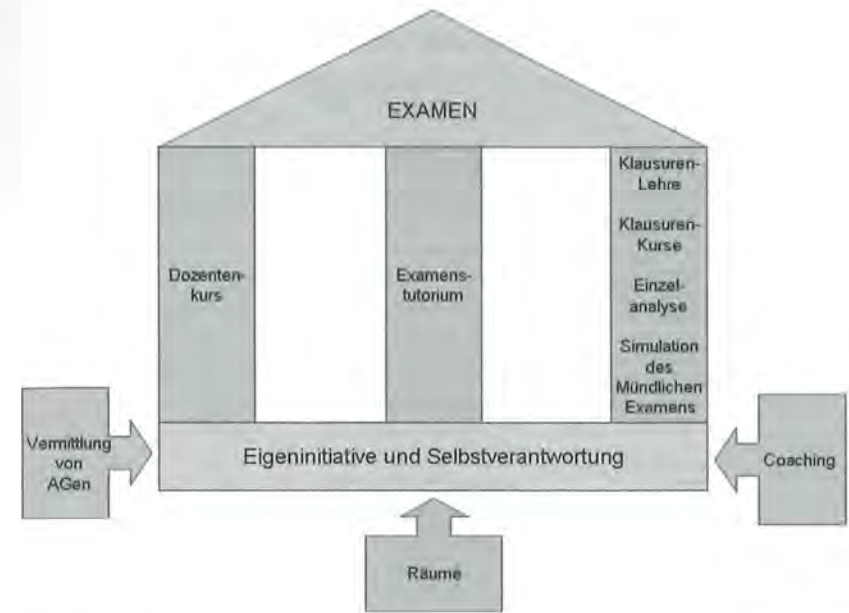 EXAMEN
Dozenten-
kurs
Examens-
tutorium
Klausuren-
Lehre
Klausuren-
Kurse
Einzel-
analyse
Simulation
des
Mündlichen
Examens
Eigeninitiative und Selbstverantwortung
Vermittlung
von
AGen
Räume
Coaching